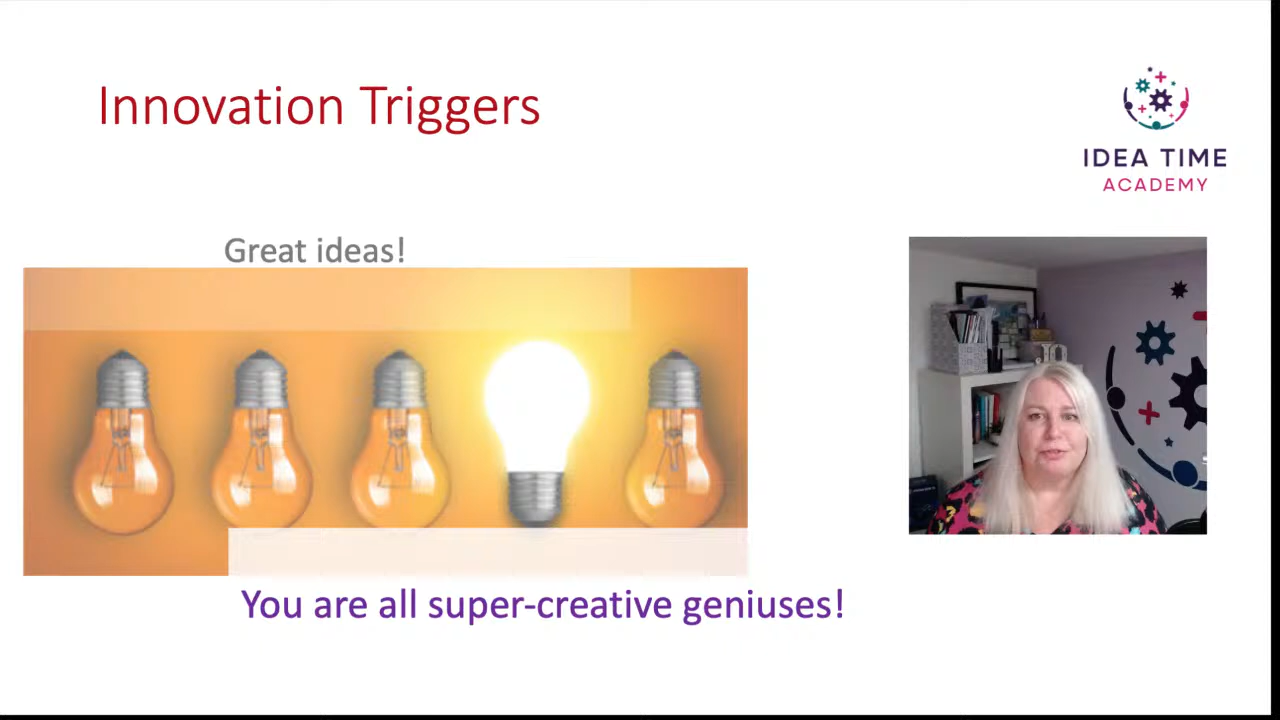 Innovation Triggers
IDEA TIME
ACADEMY
Great ideas!
You are all super-creative geniuses!